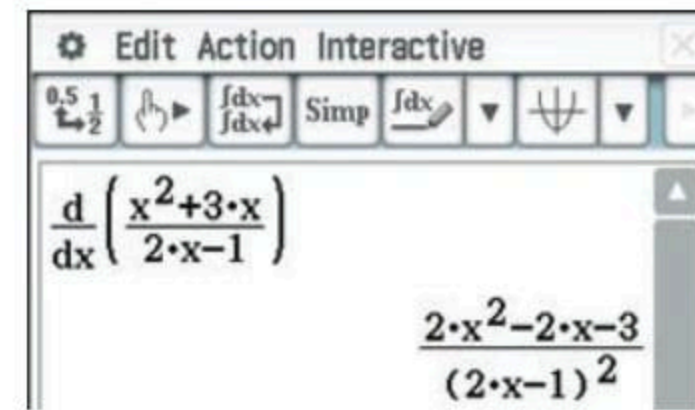 Edit Action Interactive
0.5 1/2 ∫dx ∫dx Simp ∫dx
d/dx((x^2+3·x)/(2·x-1))
(2·x^2-2·x-3)/((2·x-1)^2)